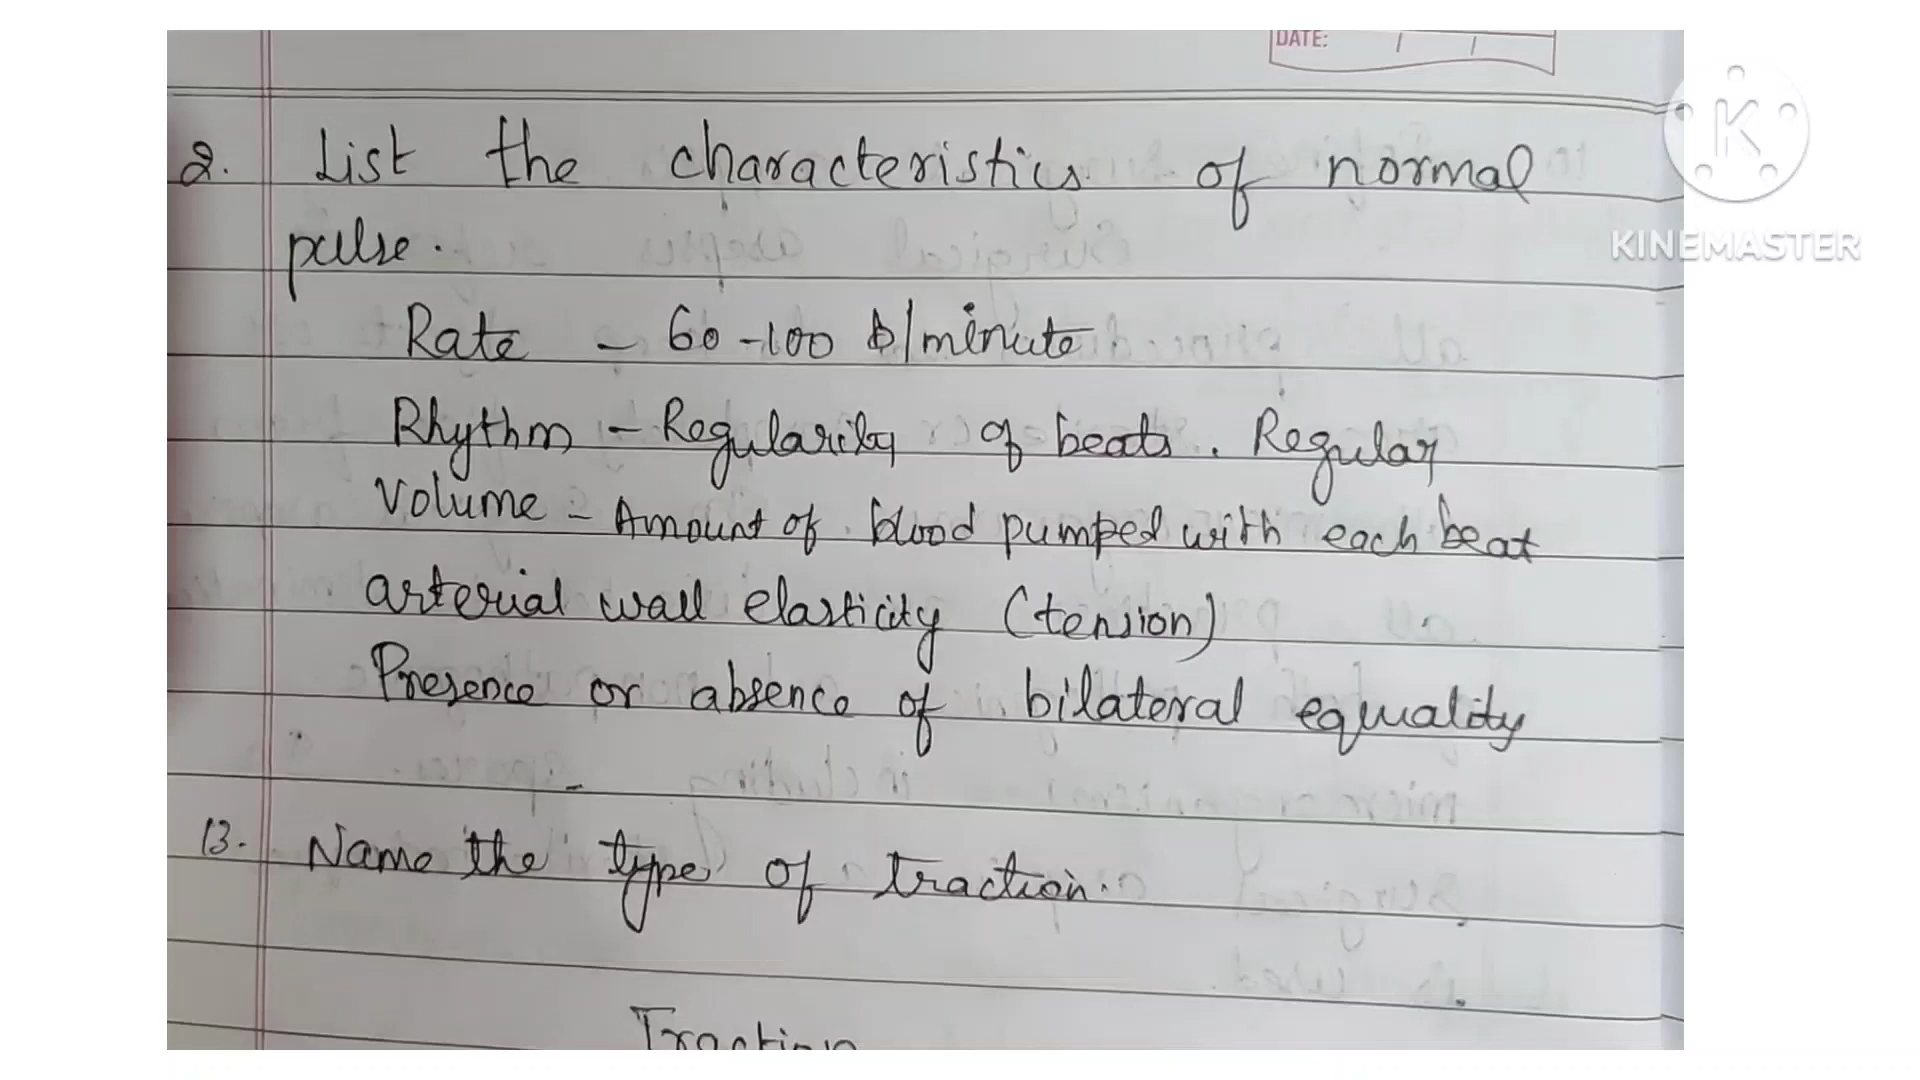 DATE: / /
2. List the characteristics of normal
pulse.
Rate - 60-100 b/minute
Rhythm - Regularity of beats. Regular
Volume - Amount of blood pumped with each beat
arterial wall elasticity (tension)
Presence or absence of bilateral equality
13. Name the type of traction.
Traction
K
KINEMASTER